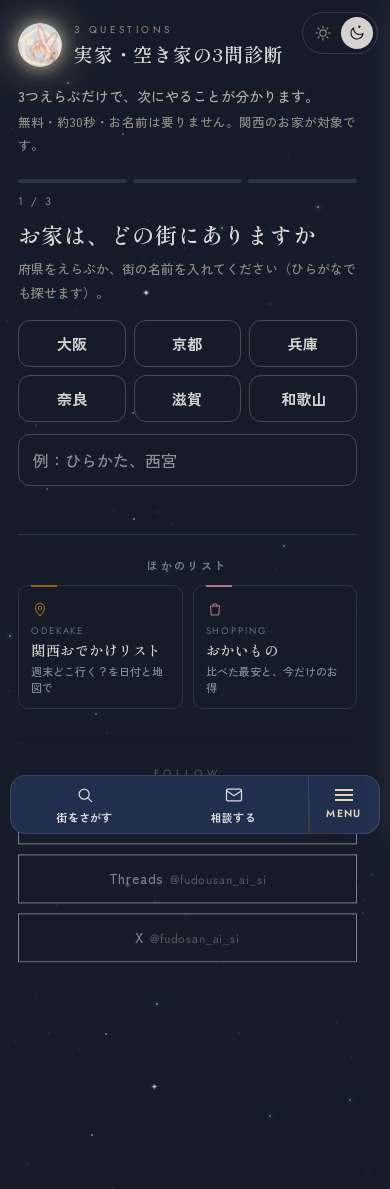 3 QUESTIONS
実家・空き家の3問診断
3つえらぶだけで、次にやることが分かります。
無料・約30秒・お名前は要りません。関西のお家が対象で
す。
1 / 3
お家は、どの街にありますか
府県をえらぶか、街の名前を入れてください（ひらがなで
も探せます）。
大阪
京都
兵庫
奈良
滋賀
和歌山
例：ひらかた、西宮
ほかのリスト
ODEKAKE
関西おでかけリスト
週末どこ行く？を日付と地
図で
SHOPPING
おかいもの
比べた最安と、今だけのお
得
FOLLOW
街をさがす
相談する
MENU
Threads @fudousan_ai_si
X @fudosan_ai_si